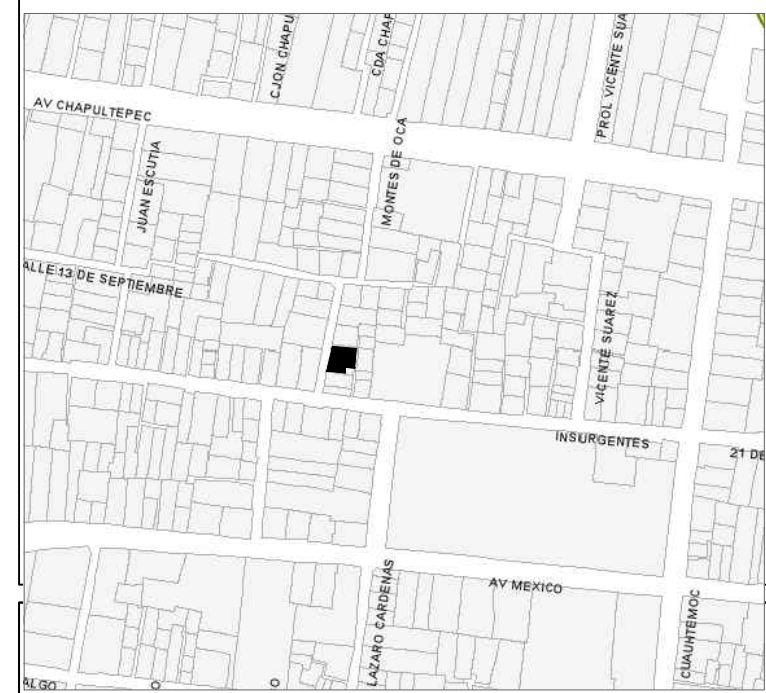 CJON CHAPU
CDA CHAP
PROL VICENTE SUA
AV CHAPULTEPEC
MONTES DE OCA
JUAN ESCUTIA
ALLE 13 DE SEPTIEMBRE
VICENTE SUAREZ
INSURGENTES
21 DE
AV MEXICO
LAZARO CARDENAS
CUAUHTEMOC
ALGO
O
O